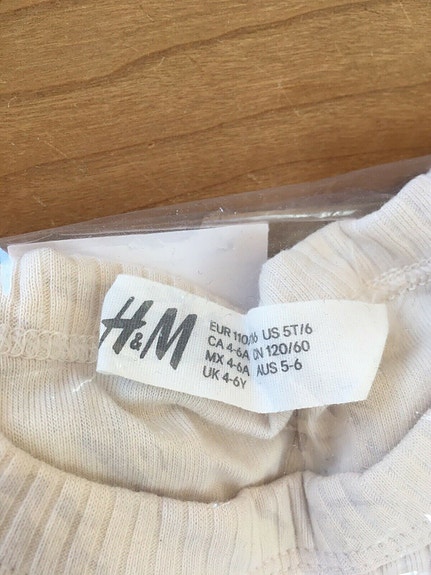 H&M
EUR 110/16 US 5T/6
CA 4-6A CN 120/60
MX 4-6A AUS 5-6
UK 4-6Y